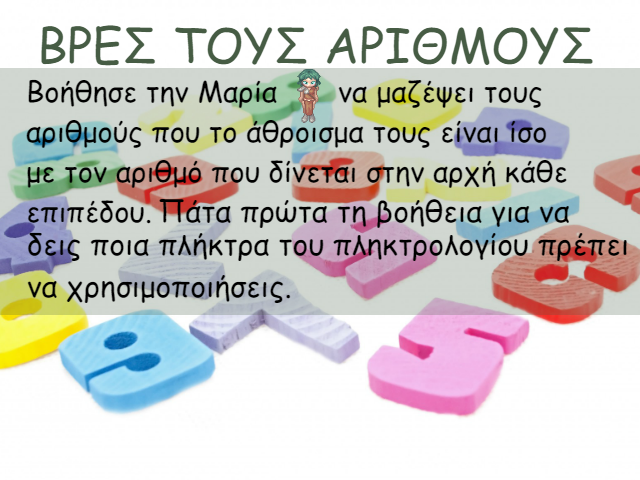 ΒΡΕΣ ΤΟΥΣ ΑΡΙΘΜΟΥΣ
Βοήθησε την Μαρία να μαζέψει τους
αριθμούς που το άθροισμα τους είναι ίσο
με τον αριθμό που δίνεται στην αρχή κάθε
επιπέδου. Πάτα πρώτα τη βοήθεια για να
δεις ποια πλήκτρα του πληκτρολογίου πρέπει
να χρησιμοποιήσεις.